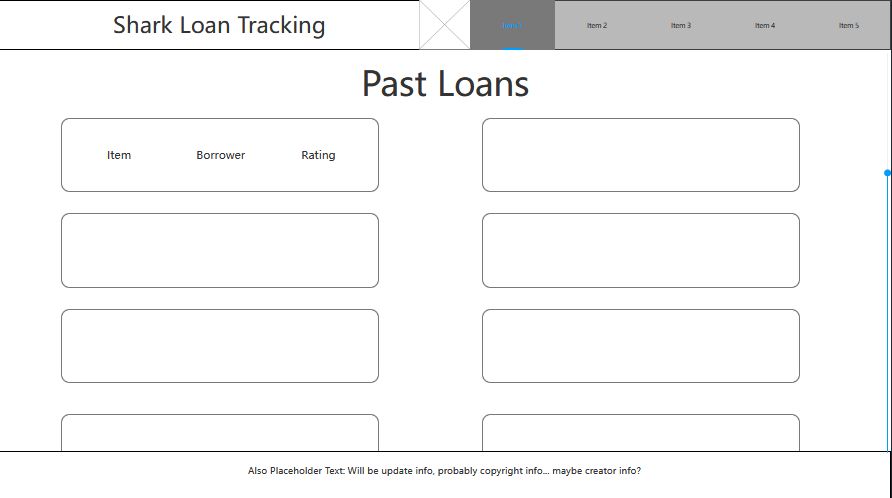 Shark Loan Tracking
Item 1
Item 2
Item 3
Item 4
Item 5
Past Loans
Item
Borrower
Rating
Also Placeholder Text: Will be update info, probably copyright info... maybe creator info?